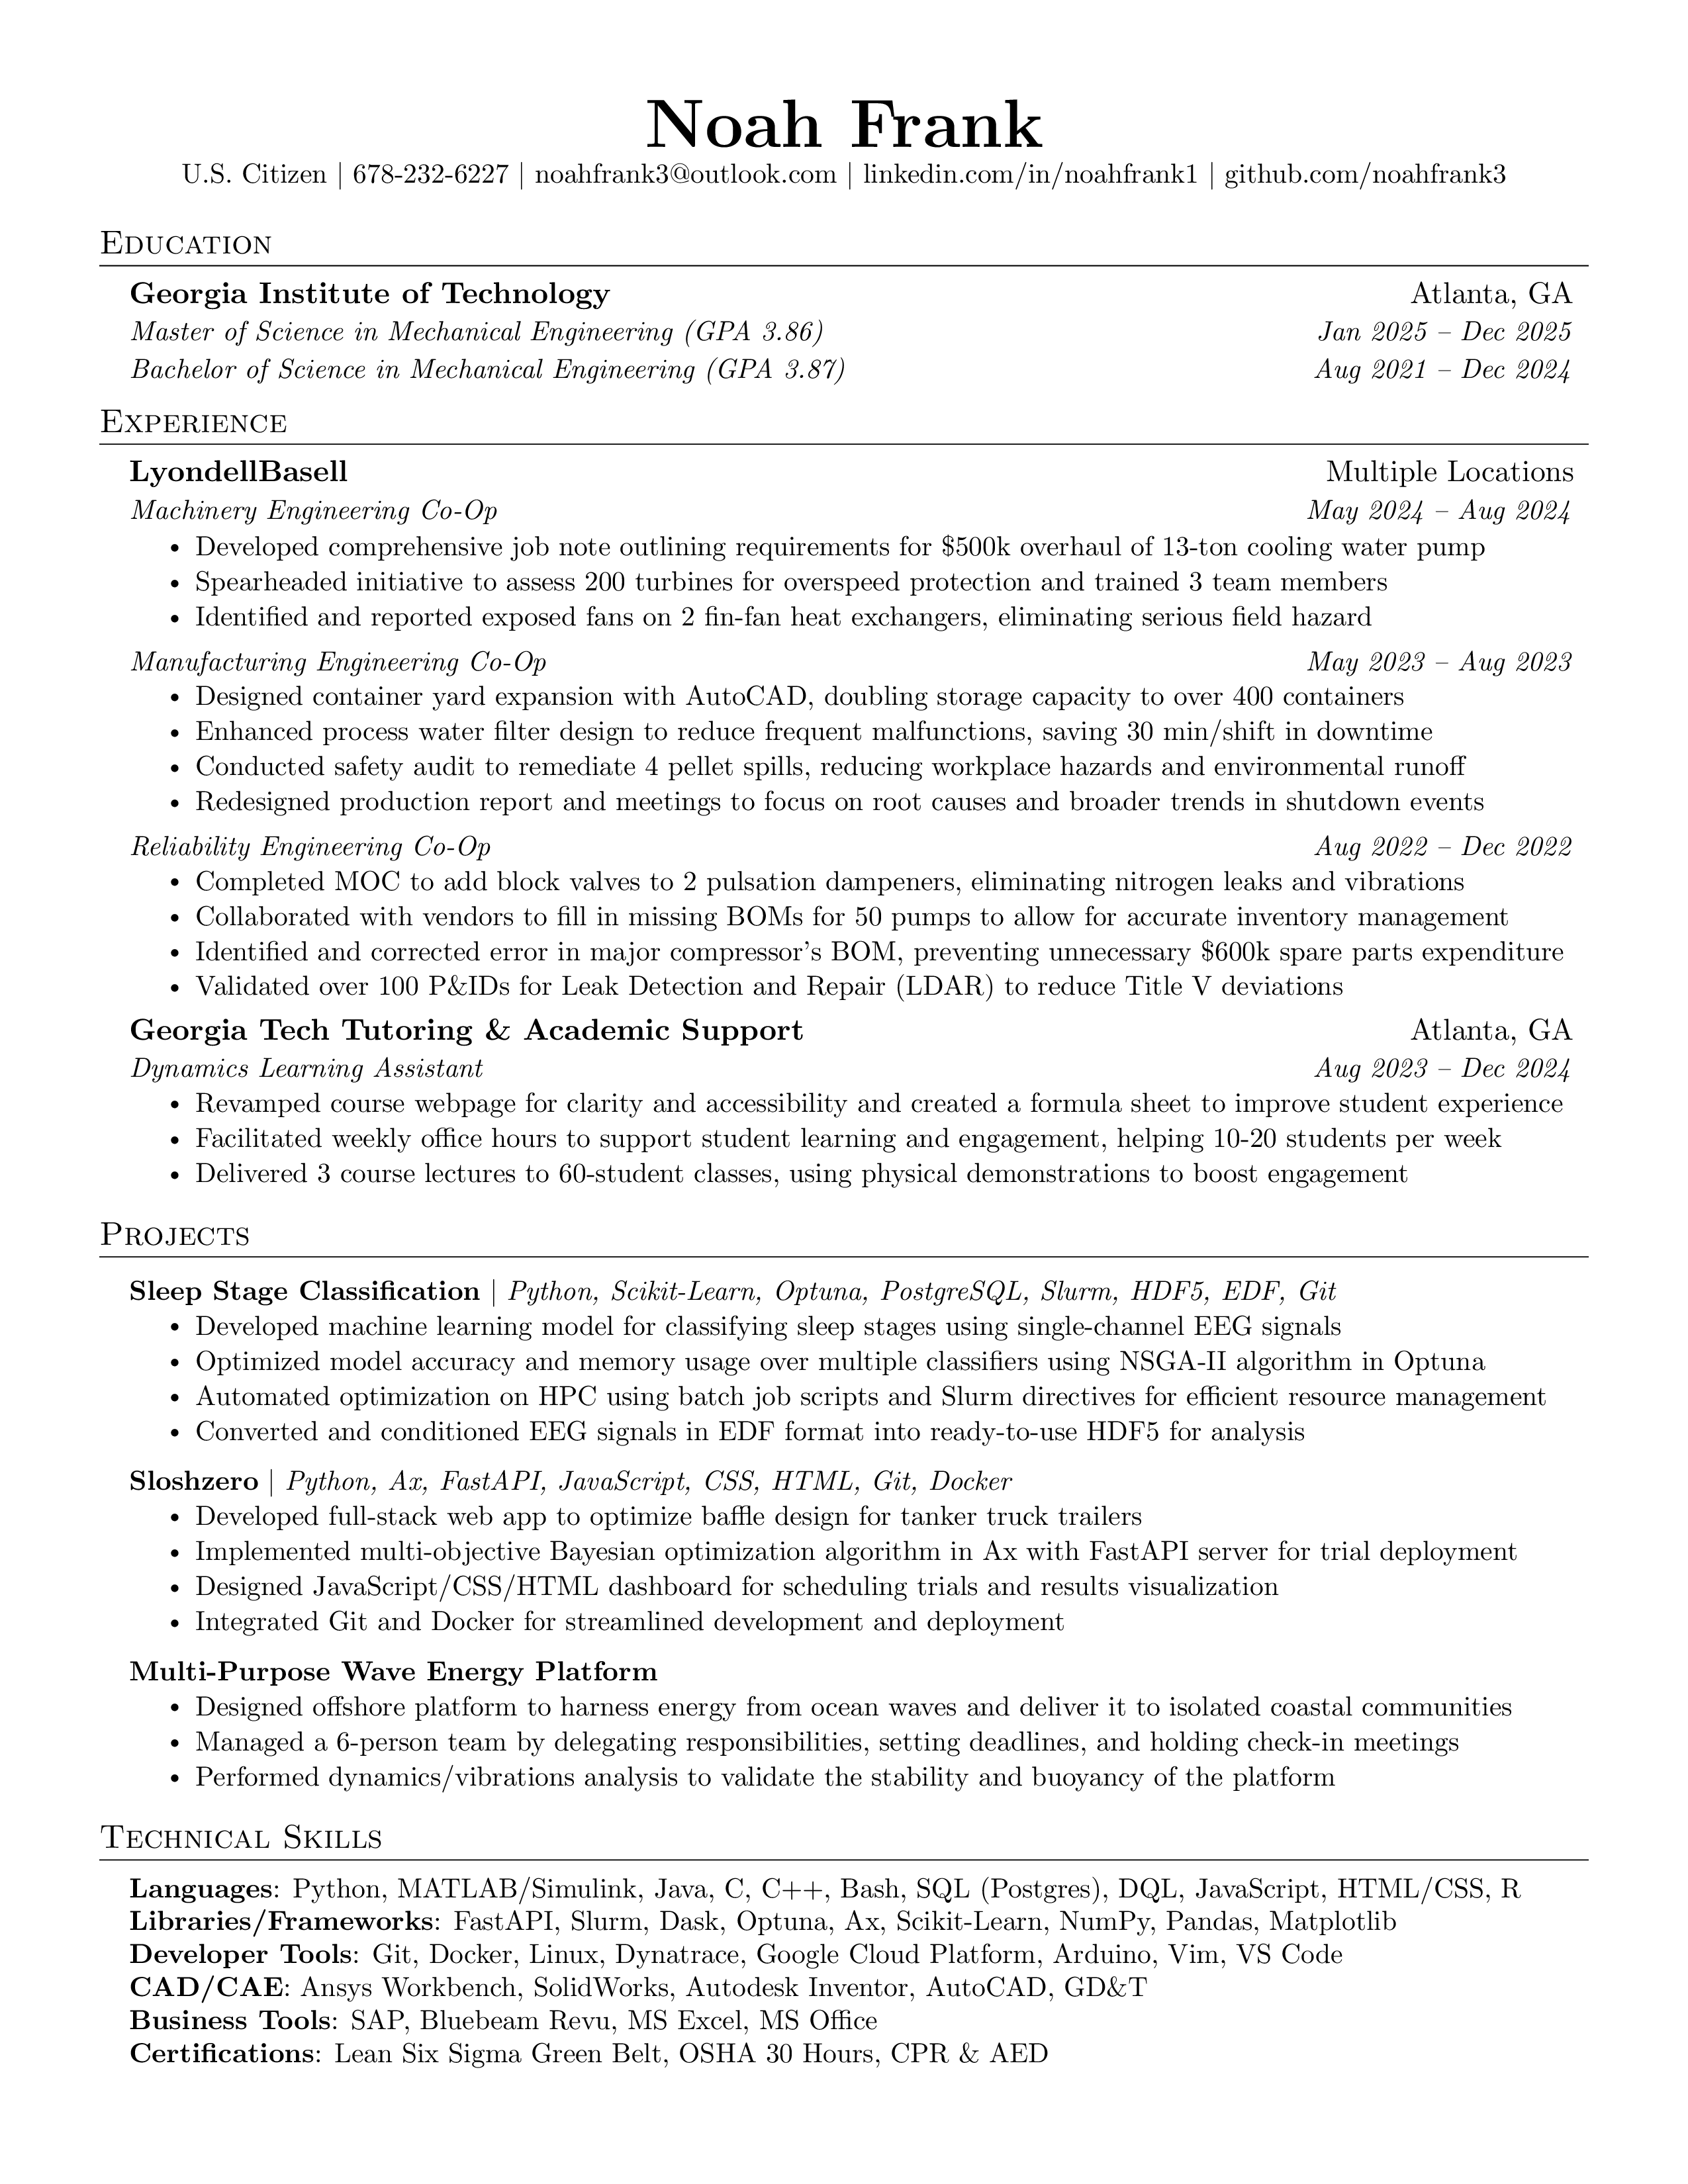 Noah Frank
U.S. Citizen | 678-232-6227 | noahfrank3@outlook.com | linkedin.com/in/noahfrank1 | github.com/noahfrank3
Education
Georgia Institute of Technology Atlanta, GA
Master of Science in Mechanical Engineering (GPA 3.86) Jan 2025 – Dec 2025
Bachelor of Science in Mechanical Engineering (GPA 3.87) Aug 2021 – Dec 2024
Experience
LyondellBasell Multiple Locations
Machinery Engineering Co-Op May 2024 – Aug 2024
• Developed comprehensive job note outlining requirements for $500k overhaul of 13-ton cooling water pump
• Spearheaded initiative to assess 200 turbines for overspeed protection and trained 3 team members
• Identified and reported exposed fans on 2 fin-fan heat exchangers, eliminating serious field hazard
Manufacturing Engineering Co-Op May 2023 – Aug 2023
• Designed container yard expansion with AutoCAD, doubling storage capacity to over 400 containers
• Enhanced process water filter design to reduce frequent malfunctions, saving 30 min/shift in downtime
• Conducted safety audit to remediate 4 pellet spills, reducing workplace hazards and environmental runoff
• Redesigned production report and meetings to focus on root causes and broader trends in shutdown events
Reliability Engineering Co-Op Aug 2022 – Dec 2022
• Completed MOC to add block valves to 2 pulsation dampeners, eliminating nitrogen leaks and vibrations
• Collaborated with vendors to fill in missing BOMs for 50 pumps to allow for accurate inventory management
• Identified and corrected error in major compressor's BOM, preventing unnecessary $600k spare parts expenditure
• Validated over 100 P&IDs for Leak Detection and Repair (LDAR) to reduce Title V deviations
Georgia Tech Tutoring & Academic Support Atlanta, GA
Dynamics Learning Assistant Aug 2023 – Dec 2024
• Revamped course webpage for clarity and accessibility and created a formula sheet to improve student experience
• Facilitated weekly office hours to support student learning and engagement, helping 10-20 students per week
• Delivered 3 course lectures to 60-student classes, using physical demonstrations to boost engagement
Projects
Sleep Stage Classification | Python, Scikit-Learn, Optuna, PostgreSQL, Slurm, HDF5, EDF, Git
• Developed machine learning model for classifying sleep stages using single-channel EEG signals
• Optimized model accuracy and memory usage over multiple classifiers using NSGA-II algorithm in Optuna
• Automated optimization on HPC using batch job scripts and Slurm directives for efficient resource management
• Converted and conditioned EEG signals in EDF format into ready-to-use HDF5 for analysis
Sloshzero | Python, Ax, FastAPI, JavaScript, CSS, HTML, Git, Docker
• Developed full-stack web app to optimize baffle design for tanker truck trailers
• Implemented multi-objective Bayesian optimization algorithm in Ax with FastAPI server for trial deployment
• Designed JavaScript/CSS/HTML dashboard for scheduling trials and results visualization
• Integrated Git and Docker for streamlined development and deployment
Multi-Purpose Wave Energy Platform
• Designed offshore platform to harness energy from ocean waves and deliver it to isolated coastal communities
• Managed a 6-person team by delegating responsibilities, setting deadlines, and holding check-in meetings
• Performed dynamics/vibrations analysis to validate the stability and buoyancy of the platform
Technical Skills
Languages: Python, MATLAB/Simulink, Java, C, C++, Bash, SQL (Postgres), DQL, JavaScript, HTML/CSS, R
Libraries/Frameworks: FastAPI, Slurm, Dask, Optuna, Ax, Scikit-Learn, NumPy, Pandas, Matplotlib
Developer Tools: Git, Docker, Linux, Dynatrace, Google Cloud Platform, Arduino, Vim, VS Code
CAD/CAE: Ansys Workbench, SolidWorks, Autodesk Inventor, AutoCAD, GD&T
Business Tools: SAP, Bluebeam Revu, MS Excel, MS Office
Certifications: Lean Six Sigma Green Belt, OSHA 30 Hours, CPR & AED